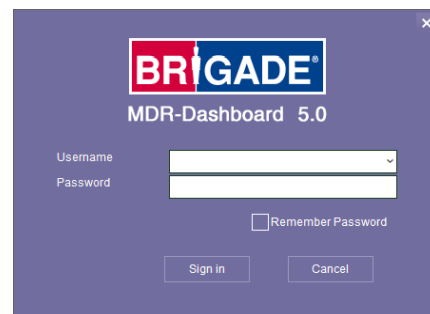 BRIGADE®
MDR-Dashboard 5.0
Username
Password
Remember Password
Sign in Cancel